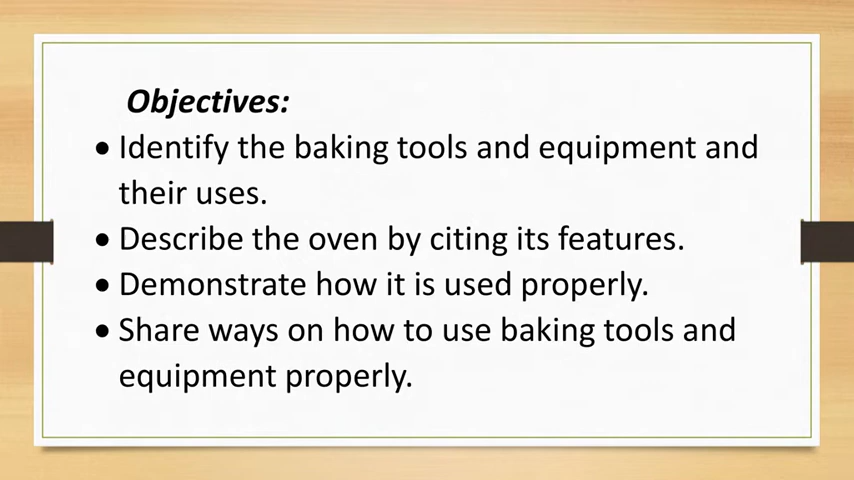 Objectives:
• Identify the baking tools and equipment and
their uses.
• Describe the oven by citing its features.
• Demonstrate how it is used properly.
• Share ways on how to use baking tools and
equipment properly.